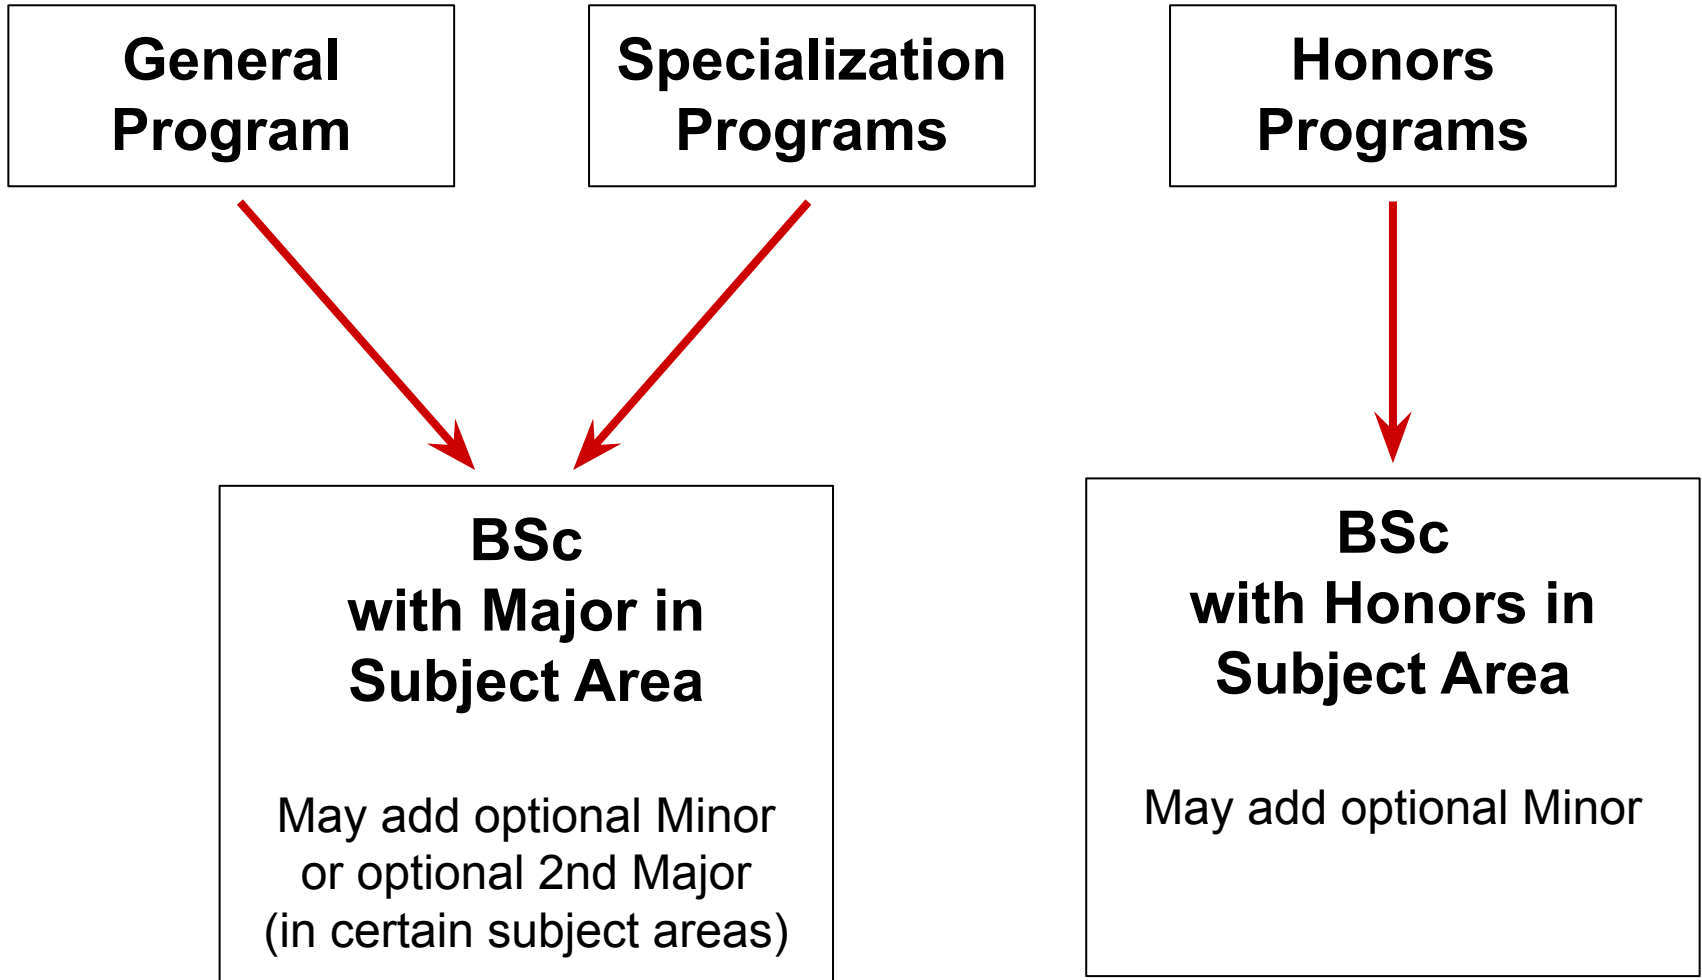 General
Program
Specialization
Programs
Honors
Programs
BSc
with Major in
Subject Area
May add optional Minor
or optional 2nd Major
(in certain subject areas)
BSc
with Honors in
Subject Area
May add optional Minor